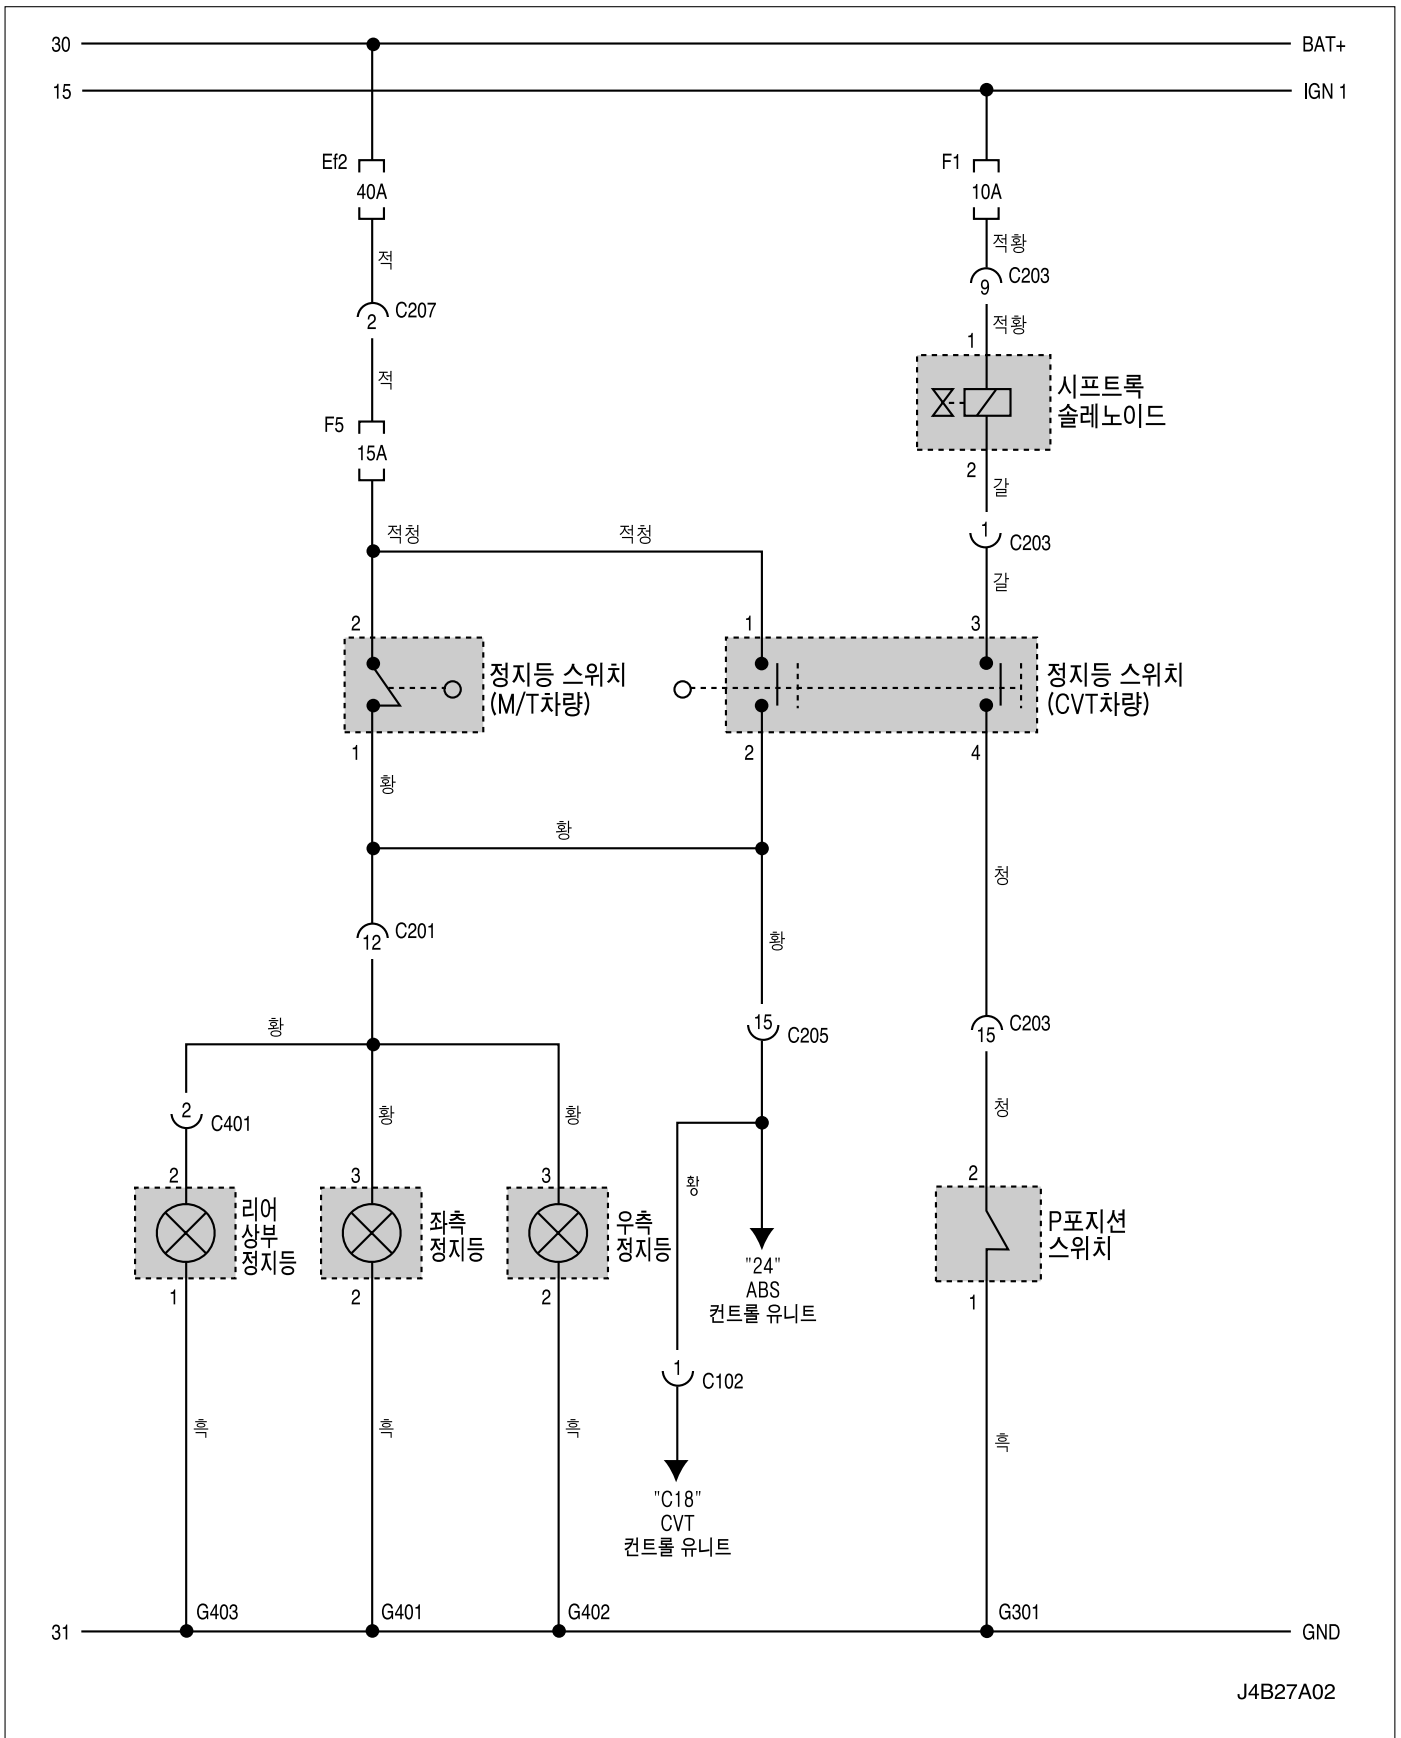 30
BAT+
15
IGN 1
Ef2
40A
F1
10A
적
적황
C203
9
C207
2
적황
1
적
시프트록
솔레노이드
F5
15A
2
갈
적청
적청
1
C203
갈
2
1
3
정지등 스위치
(M/T차량)
정지등 스위치
(CVT차량)
1
2
4
황
황
청
C201
12
황
황
15
C205
C203
15
2
C401
황
황
청
2
3
3
황
2
리어
상부
정지등
좌측
정지등
우측
정지등
P포지션
스위치
"24"
ABS
컨트롤 유니트
1
2
2
1
1
C102
흑
흑
흑
흑
"C18"
CVT
컨트롤 유니트
G403
G401
G402
G301
31
GND
J4B27A02